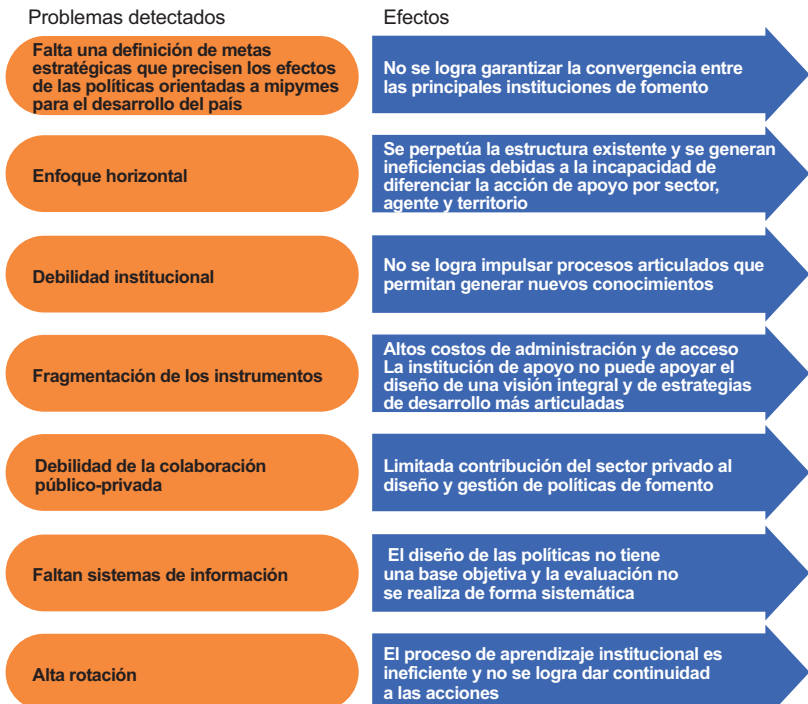 Problemas detectados
Efectos
Falta una definición de metas
estratégicas que precisen los efectos
de las políticas orientadas a mipymes
para el desarrollo del país
No se logra garantizar la convergencia entre
las principales instituciones de fomento
Enfoque horizontal
Se perpetúa la estructura existente y se generan
ineficiencias debidas a la incapacidad de
diferenciar la acción de apoyo por sector,
agente y territorio
Debilidad institucional
No se logra impulsar procesos articulados que
permitan generar nuevos conocimientos
Fragmentación de los instrumentos
Altos costos de administración y de acceso
La institución de apoyo no puede apoyar el
diseño de una visión integral y de estrategias
de desarrollo más articuladas
Debilidad de la colaboración
público-privada
Limitada contribución del sector privado al
diseño y gestión de políticas de fomento
Faltan sistemas de información
El diseño de las políticas no tiene
una base objetiva y la evaluación no
se realiza de forma sistemática
Alta rotación
El proceso de aprendizaje institucional es
ineficiente y no se logra dar continuidad
a las acciones